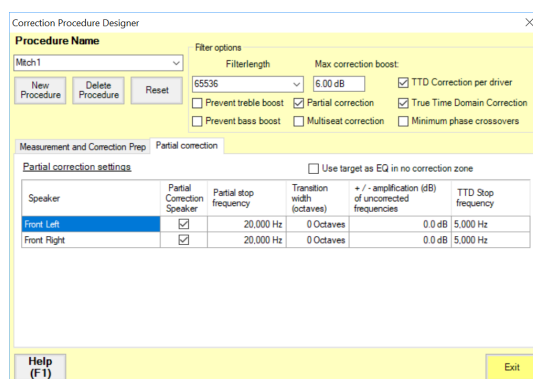 Correction Procedure Designer
Procedure Name
Mitch1
New Procedure
Delete Procedure
Reset
Filter options
Filterlength
Max correction boost:
65536
6.00 dB
TTD Correction per driver
Prevent treble boost
Partial correction
True Time Domain Correction
Prevent bass boost
Multiseat correction
Minimum phase crossovers
Measurement and Correction Prep
Partial correction
Partial correction settings
Use target as EQ in no correction zone
Speaker
Partial Correction Speaker
Partial stop frequency
Transition width (octaves)
+ / - amplification (dB) of uncorrected frequencies
TTD Stop frequency
Front Left 20,000 Hz 0 Octaves 0.0 dB 5,000 Hz
Front Right 20,000 Hz 0 Octaves 0.0 dB 5,000 Hz
Help (F1)
Exit